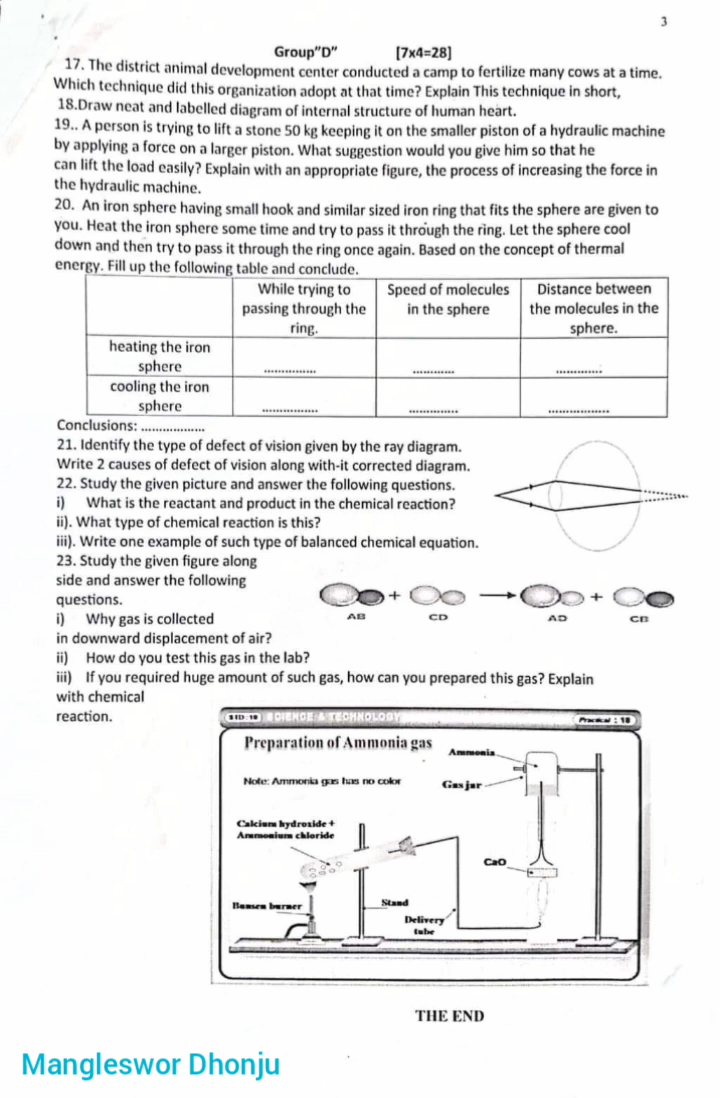 3
Group"D" [7x4=28]
17. The district animal development center conducted a camp to fertilize many cows at a time.
Which technique did this organization adopt at that time? Explain This technique in short,
18.Draw neat and labelled diagram of internal structure of human heart.
19.. A person is trying to lift a stone 50 kg keeping it on the smaller piston of a hydraulic machine
by applying a force on a larger piston. What suggestion would you give him so that he
can lift the load easily? Explain with an appropriate figure, the process of increasing the force in
the hydraulic machine.
20. An iron sphere having small hook and similar sized iron ring that fits the sphere are given to
you. Heat the iron sphere some time and try to pass it through the ring. Let the sphere cool
down and then try to pass it through the ring once again. Based on the concept of thermal
energy. Fill up the following table and conclude.
While trying to Speed of molecules Distance between
passing through the in the sphere the molecules in the
ring. sphere.
heating the iron
sphere ............... ............ .............
cooling the iron
sphere ................ .............. .................
Conclusions: ..................
21. Identify the type of defect of vision given by the ray diagram.
Write 2 causes of defect of vision along with-it corrected diagram.
22. Study the given picture and answer the following questions.
i) What is the reactant and product in the chemical reaction?
ii). What type of chemical reaction is this?
iii). Write one example of such type of balanced chemical equation.
23. Study the given figure along
side and answer the following
questions.
+ +
AB CD AD CB
i) Why gas is collected
in downward displacement of air?
ii) How do you test this gas in the lab?
iii) If you required huge amount of such gas, how can you prepared this gas? Explain
with chemical
reaction.
STD: 10 SCIENCE & TECHNOLOGY Practical : 18
Preparation of Ammonia gas
Ammonia
Note: Ammonia gas has no color
Gas jar
Calcium hydroxide +
Ammonium chloride
CaO
Bunsen burner
Stand
Delivery
tube
THE END
Mangleswor Dhonju